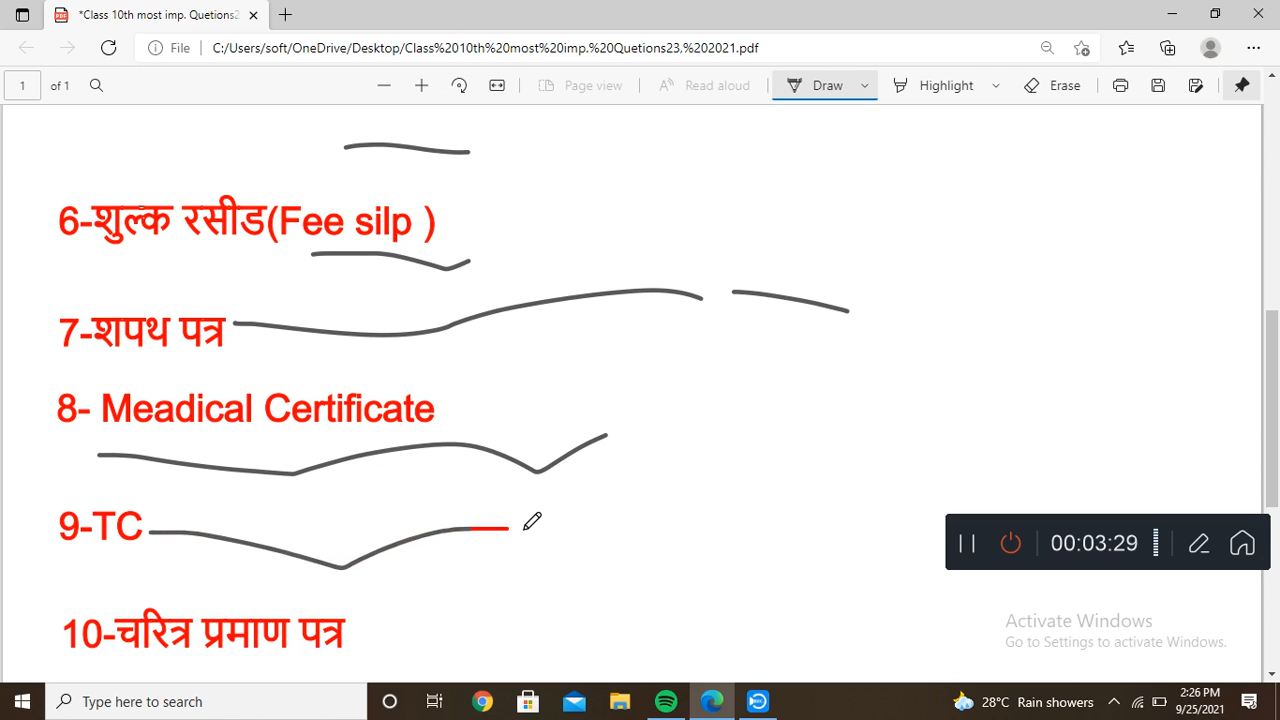 *Class 10th most imp. Quetions2
File C:/Users/soft/OneDrive/Desktop/Class%2010th%20most%20imp.%20Quetions23.%202021.pdf
1 of 1 Page view Read aloud Draw Highlight Erase
6-शुल्क रसीड(Fee silp )
7-शपथ पत्र
8- Meadical Certificate
9-TC
00:03:29
10-चरित्र प्रमाण पत्र
Activate Windows
Go to Settings to activate Windows.
Type here to search
28°C Rain showers
2:26 PM
9/25/2021